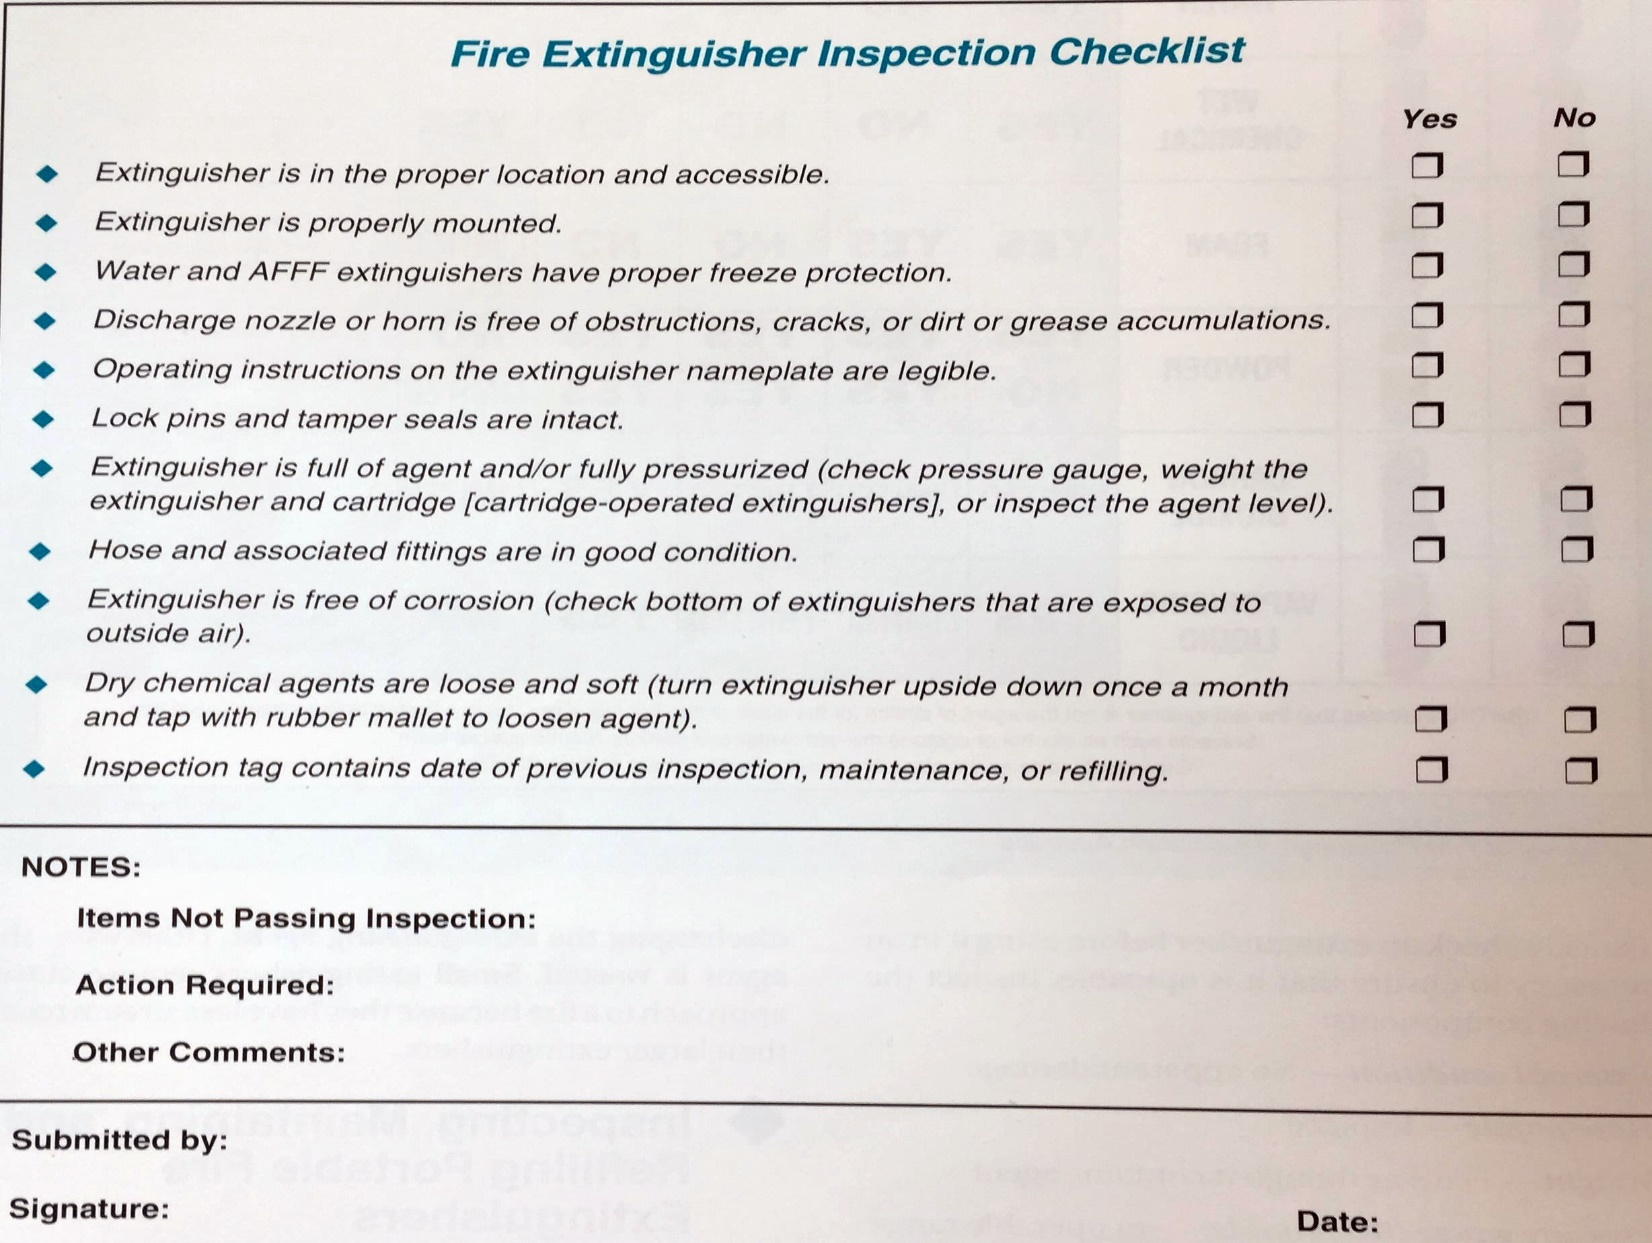 Fire Extinguisher Inspection Checklist
Yes No
Extinguisher is in the proper location and accessible.
Extinguisher is properly mounted.
Water and AFFF extinguishers have proper freeze protection.
Discharge nozzle or horn is free of obstructions, cracks, or dirt or grease accumulations.
Operating instructions on the extinguisher nameplate are legible.
Lock pins and tamper seals are intact.
Extinguisher is full of agent and/or fully pressurized (check pressure gauge, weight the
extinguisher and cartridge [cartridge-operated extinguishers], or inspect the agent level).
Hose and associated fittings are in good condition.
Extinguisher is free of corrosion (check bottom of extinguishers that are exposed to
outside air).
Dry chemical agents are loose and soft (turn extinguisher upside down once a month
and tap with rubber mallet to loosen agent).
Inspection tag contains date of previous inspection, maintenance, or refilling.
NOTES:
Items Not Passing Inspection:
Action Required:
Other Comments:
Submitted by:
Signature:
Date: